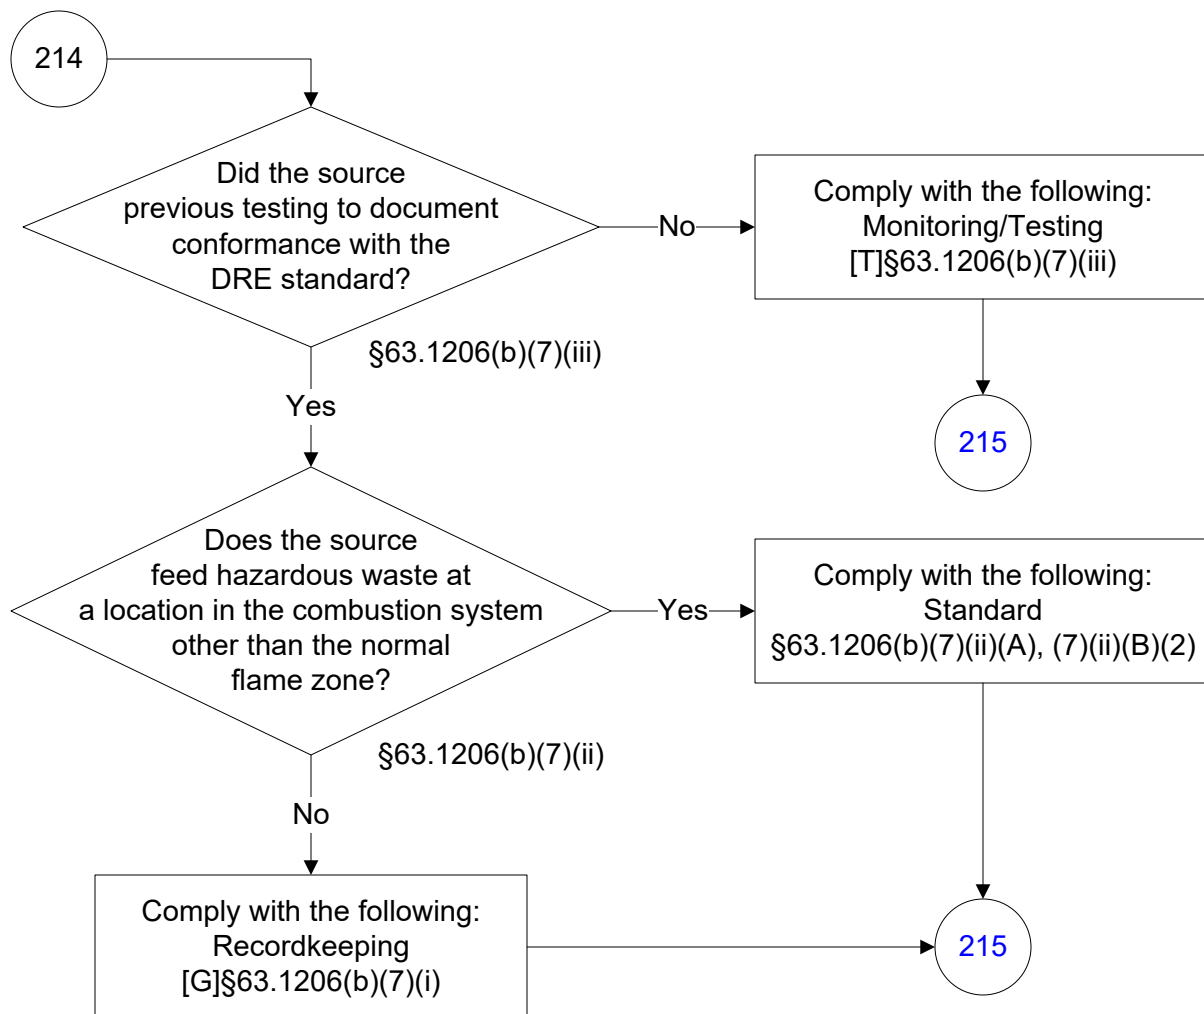 214
Did the source
previous testing to document
conformance with the
DRE standard?
No
Comply with the following:
Monitoring/Testing
[T]§63.1206(b)(7)(iii)
§63.1206(b)(7)(iii)
Yes
215
Does the source
feed hazardous waste at
a location in the combustion system
other than the normal
flame zone?
Yes
Comply with the following:
Standard
§63.1206(b)(7)(ii)(A), (7)(ii)(B)(2)
§63.1206(b)(7)(ii)
No
Comply with the following:
Recordkeeping
[G]§63.1206(b)(7)(i)
215